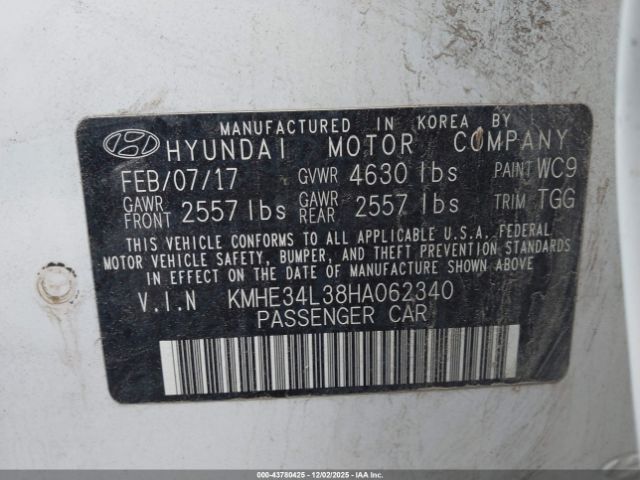 MANUFACTURED IN KOREA BY
HYUNDAI MOTOR COMPANY
FEB/07/17 GVWR 4630 lbs PAINT WC9
GAWR FRONT 2557 lbs GAWR REAR 2557 lbs TRIM TGG
THIS VEHICLE CONFORMS TO ALL APPLICABLE U.S.A. FEDERAL
MOTOR VEHICLE SAFETY, BUMPER, AND THEFT PREVENTION STANDARDS
IN EFFECT ON THE DATE OF MANUFACTURE SHOWN ABOVE.
V.I.N KMHE34L38HA062340
PASSENGER CAR
000-43780425 - 12/02/2025 - IAA Inc.